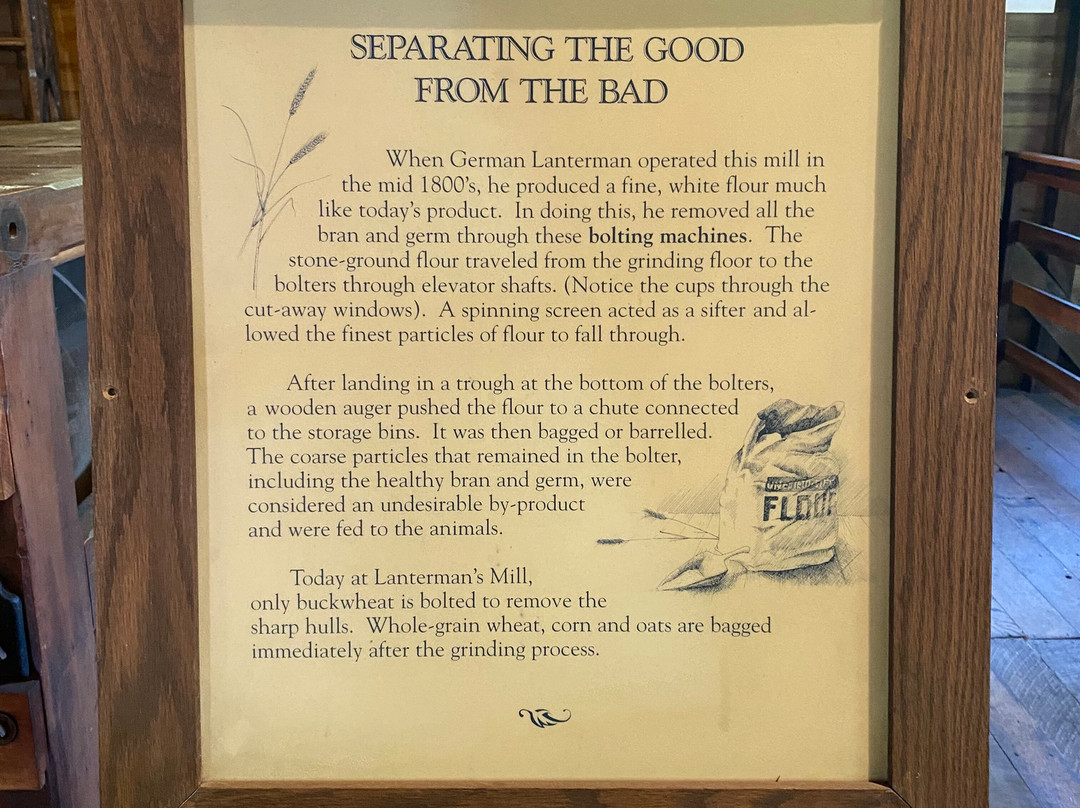 SEPARATING THE GOOD
FROM THE BAD
When German Lanterman operated this mill in
the mid 1800's, he produced a fine, white flour much
like today's product. In doing this, he removed all the
bran and germ through these bolting machines. The
stone-ground flour traveled from the grinding floor to the
bolters through elevator shafts. (Notice the cups through the
cut-away windows). A spinning screen acted as a sifter and al-
lowed the finest particles of flour to fall through.
After landing in a trough at the bottom of the bolters,
a wooden auger pushed the flour to a chute connected
to the storage bins. It was then bagged or barrelled.
The coarse particles that remained in the bolter,
including the healthy bran and germ, were
considered an undesirable by-product
and were fed to the animals.
FLOUR
Today at Lanterman's Mill,
only buckwheat is bolted to remove the
sharp hulls. Whole-grain wheat, corn and oats are bagged
immediately after the grinding process.